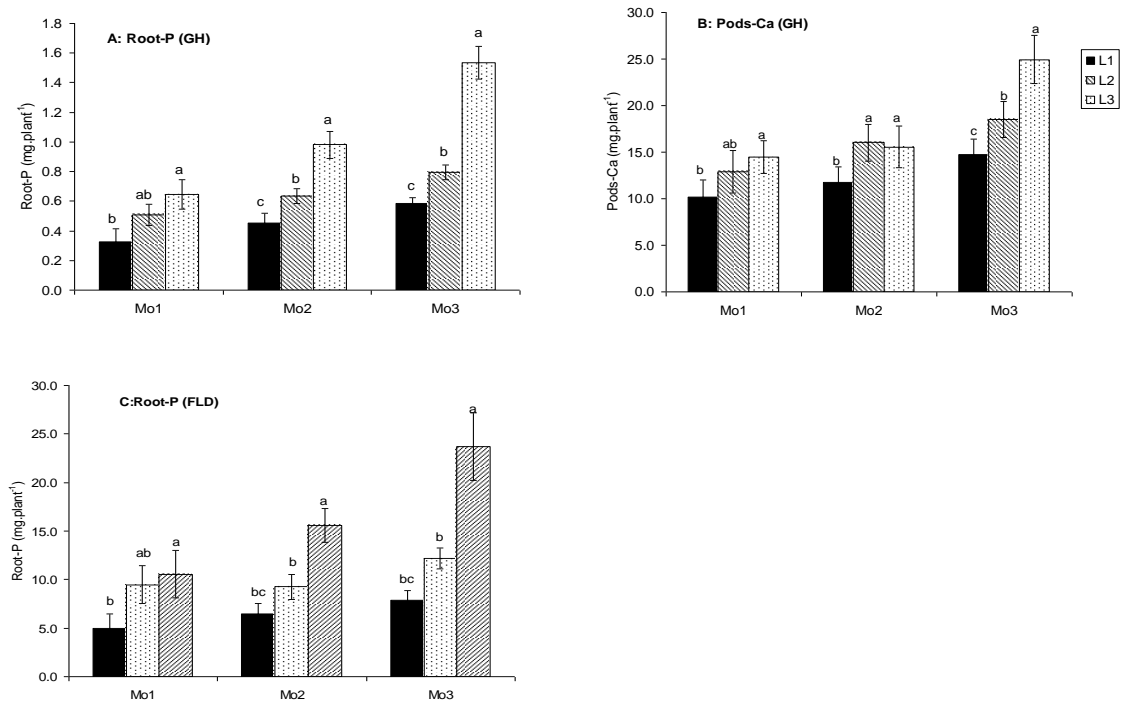 A: Root-P (GH)
Root-P (mg.plant⁻¹)
1.8
1.6
1.4
1.2
1.0
0.8
0.6
0.4
0.2
0.0
b ab a
c b a
c b a
Mo1 Mo2 Mo3
B: Pods-Ca (GH)
Pods-Ca (mg.plant⁻¹)
30.0
25.0
20.0
15.0
10.0
5.0
0.0
b ab a
b a a
c b a
Mo1 Mo2 Mo3
L1
L2
L3
C:Root-P (FLD)
Root-P (mg.plant⁻¹)
30.0
25.0
20.0
15.0
10.0
5.0
0.0
b ab a
bc b a
bc b a
Mo1 Mo2 Mo3